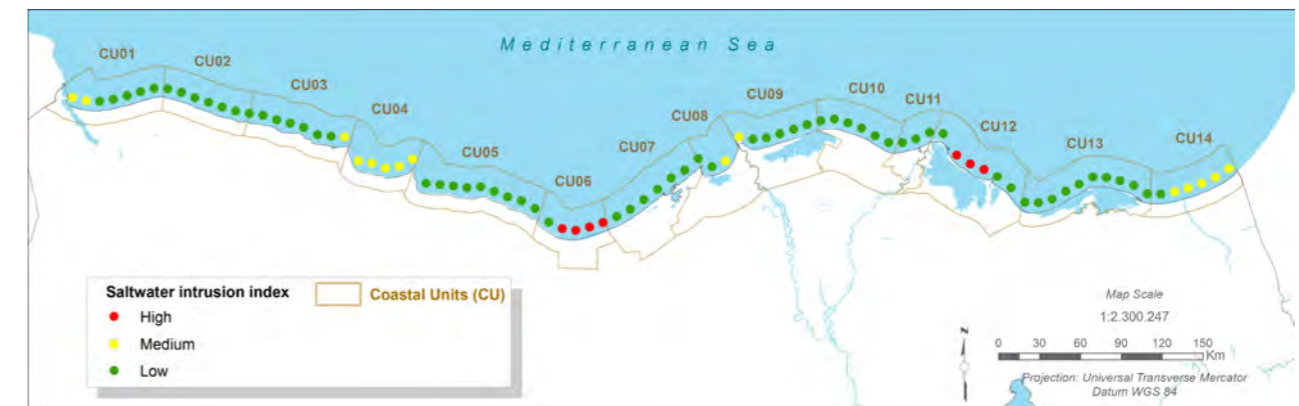 Mediterranean Sea
CU01
CU02
CU03
CU04
CU05
CU06
CU07
CU08
CU09
CU10
CU11
CU12
CU13
CU14
Saltwater intrusion index
Coastal Units (CU)
High
Medium
Low
N
Map Scale
1:2.300.247
0 30 60 90 120 150
Km
Projection: Universal Transverse Mercator
Datum WGS 84